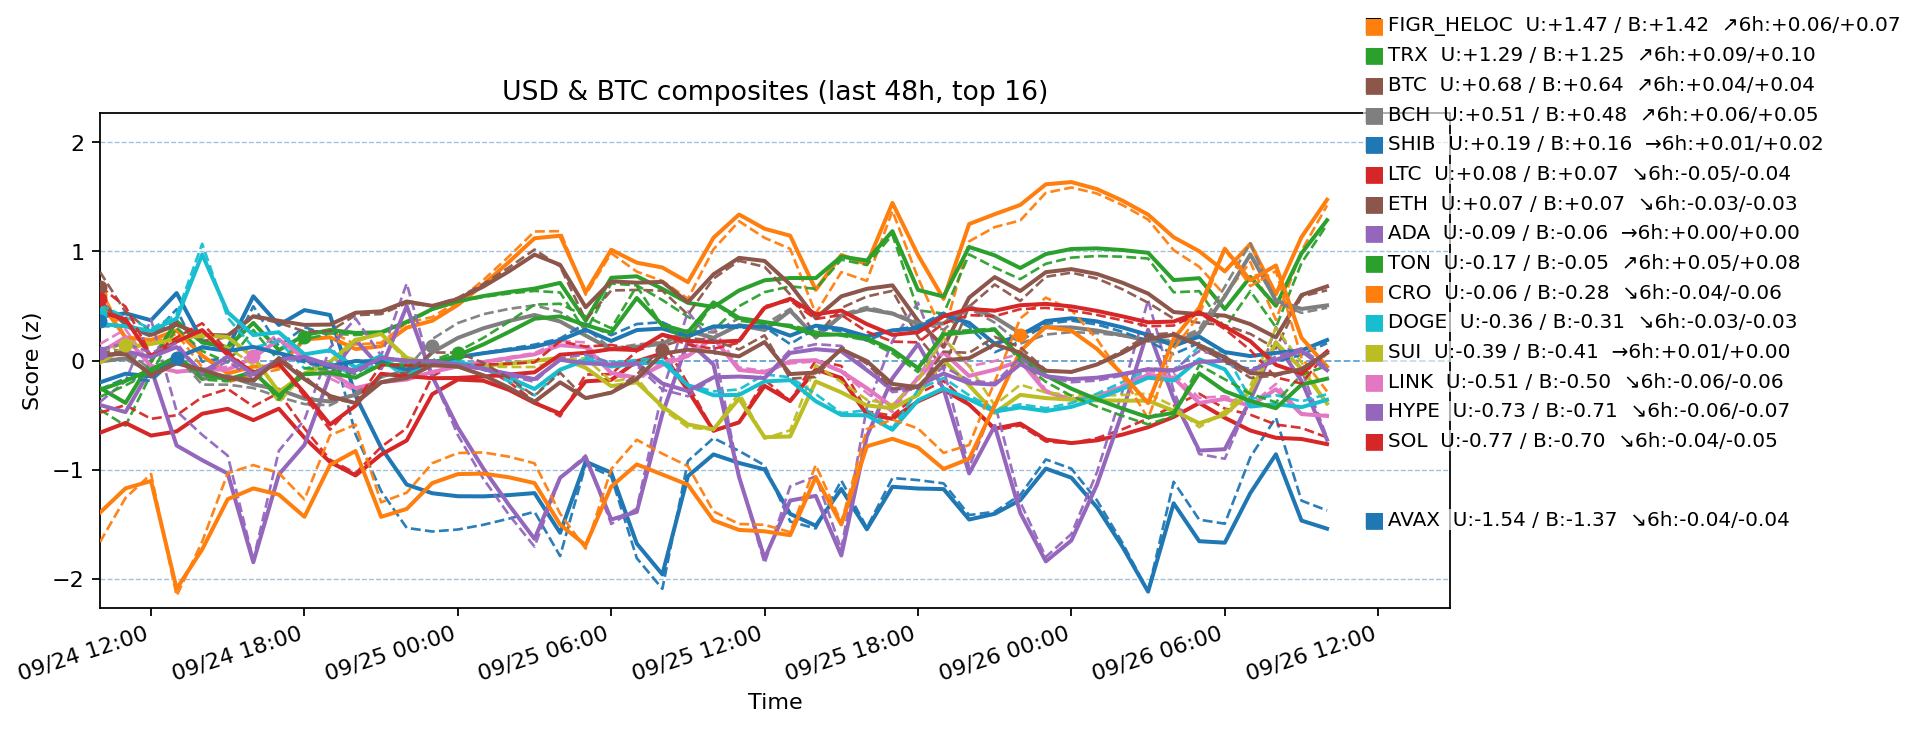 FIGR_HELOC U:+1.47 / B:+1.42 ↗6h:+0.06/+0.07
TRX U:+1.29 / B:+1.25 ↗6h:+0.09/+0.10
BTC U:+0.68 / B:+0.64 ↗6h:+0.04/+0.04
BCH U:+0.51 / B:+0.48 ↗6h:+0.06/+0.05
SHIB U:+0.19 / B:+0.16 →6h:+0.01/+0.02
LTC U:+0.08 / B:+0.07 ↘6h:-0.05/-0.04
ETH U:+0.07 / B:+0.07 ↘6h:-0.03/-0.03
ADA U:-0.09 / B:-0.06 →6h:+0.00/+0.00
TON U:-0.17 / B:-0.05 ↗6h:+0.05/+0.08
CRO U:-0.06 / B:-0.28 ↘6h:-0.04/-0.06
DOGE U:-0.36 / B:-0.31 ↘6h:-0.03/-0.03
SUI U:-0.39 / B:-0.41 →6h:+0.01/+0.00
LINK U:-0.51 / B:-0.50 ↘6h:-0.06/-0.06
HYPE U:-0.73 / B:-0.71 ↘6h:-0.06/-0.07
SOL U:-0.77 / B:-0.70 ↘6h:-0.04/-0.05
AVAX U:-1.54 / B:-1.37 ↘6h:-0.04/-0.04
USD & BTC composites (last 48h, top 16)
Score (z)
2
1
0
−1
−2
09/24 12:00
09/24 18:00
09/25 00:00
09/25 06:00
09/25 12:00
09/25 18:00
09/26 00:00
09/26 06:00
09/26 12:00
Time